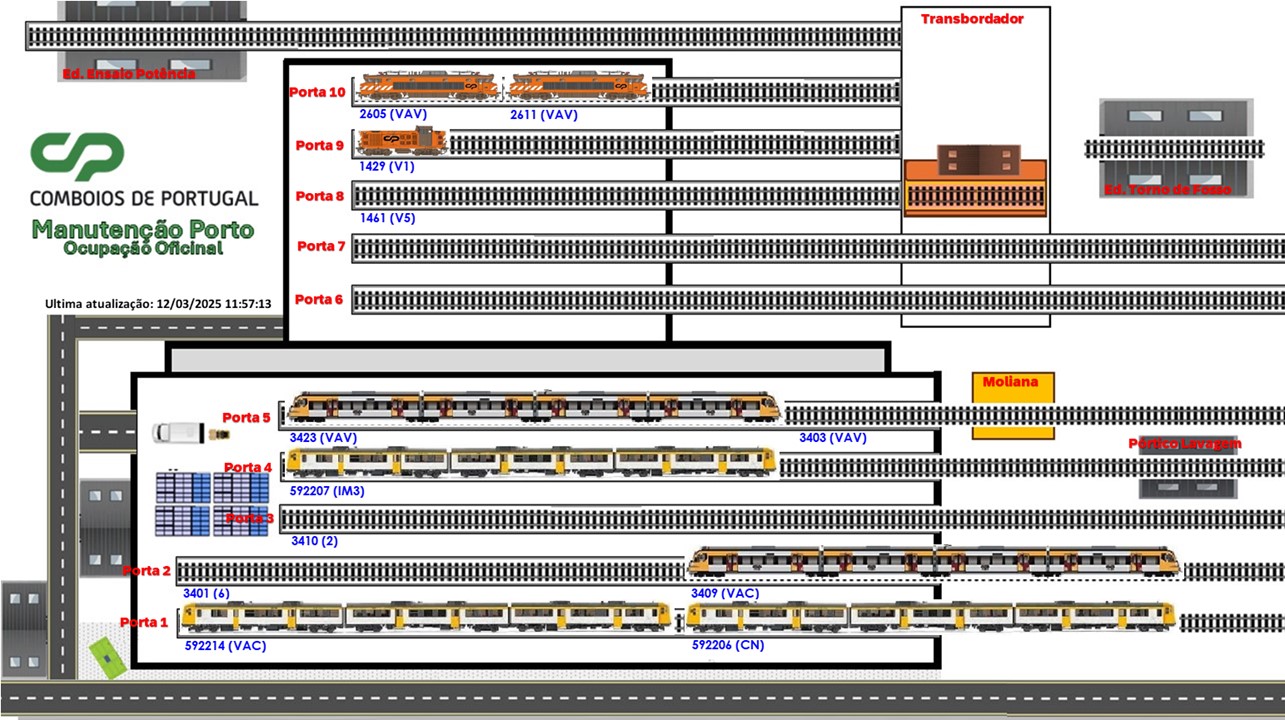 Transbordador
Ed. Ensaio Potência
Porta 10
2605 (VAV)
2611 (VAV)
Porta 9
1429 (V1)
CP
COMBOIOS DE PORTUGAL
Manutenção Porto
Ocupação Oficinal
Porta 8
1461 (V5)
Ed. Torno de Fosso
Porta 7
Ultima atualização: 12/03/2025 11:57:13
Porta 6
Moliana
Porta 5
3423 (VAV)
3403 (VAV)
Pórtico Lavagem
Porta 4
592207 (IM3)
Porta 3
3410 (2)
Porta 2
3401 (6)
3409 (VAC)
Porta 1
592214 (VAC)
592206 (CN)